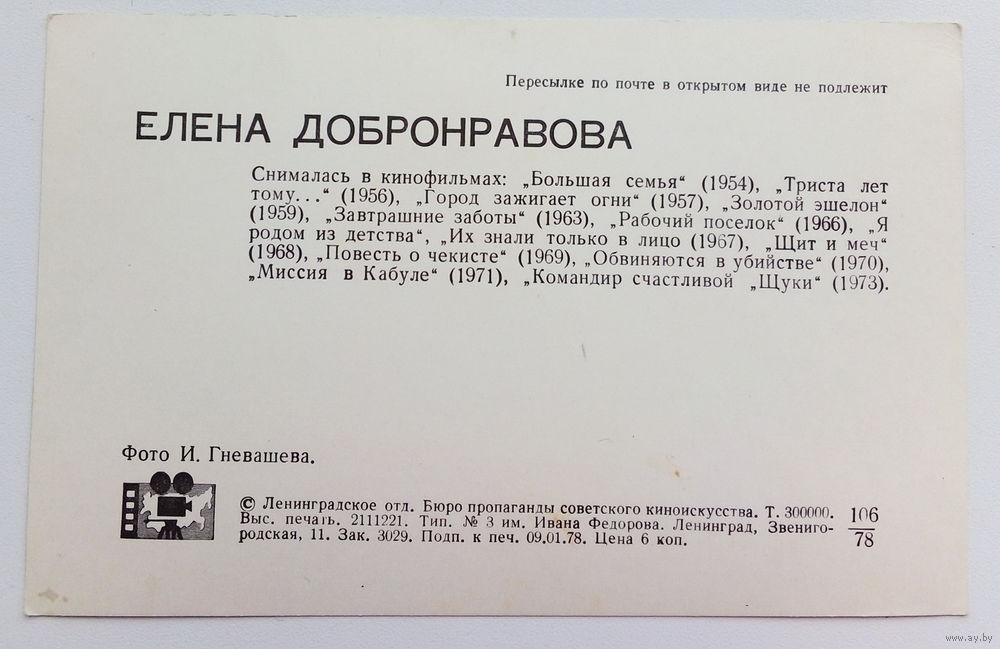 Пересылке по почте в открытом виде не подлежит
ЕЛЕНА ДОБРОНРАВОВА
Снималась в кинофильмах: „Большая семья“ (1954), „Триста лет
тому...“ (1956), „Город зажигает огни“ (1957), „Золотой эшелон“
(1959), „Завтрашние заботы“ (1963), „Рабочий поселок“ (1966), „Я
родом из детства“, „Их знали только в лицо (1967), „Щит и меч“
(1968), „Повесть о чекисте“ (1969), „Обвиняются в убийстве“ (1970),
„Миссия в Кабуле“ (1971), „Командир счастливой „Щуки“ (1973).
Фото И. Гневашева.
© Ленинградское отд. Бюро пропаганды советского киноискусства. Т. 300000.
Выс. печать. 2111221. Тип. № 3 им. Ивана Федорова. Ленинград, Звениго-
родская, 11. Зак. 3029. Подп. к печ. 09.01.78. Цена 6 коп.
106
78
www.ay.by